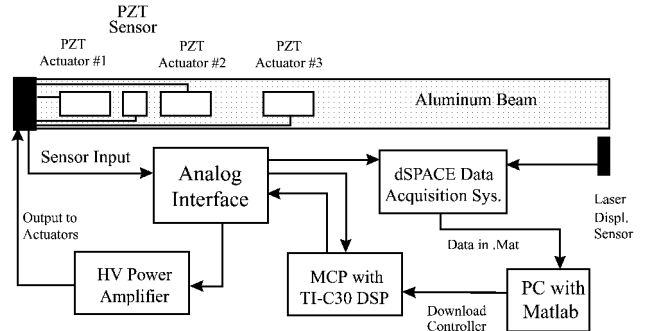 PZT
Sensor
PZT
Actuator #1
PZT
Actuator #2
PZT
Actuator #3
Aluminum Beam
Sensor Input
Analog
Interface
dSPACE Data
Acquisition Sys.
Laser
Displ.
Sensor
Output to
Actuators
Data in .Mat
HV Power
Amplifier
MCP with
TI-C30 DSP
PC with
Matlab
Download
Controller